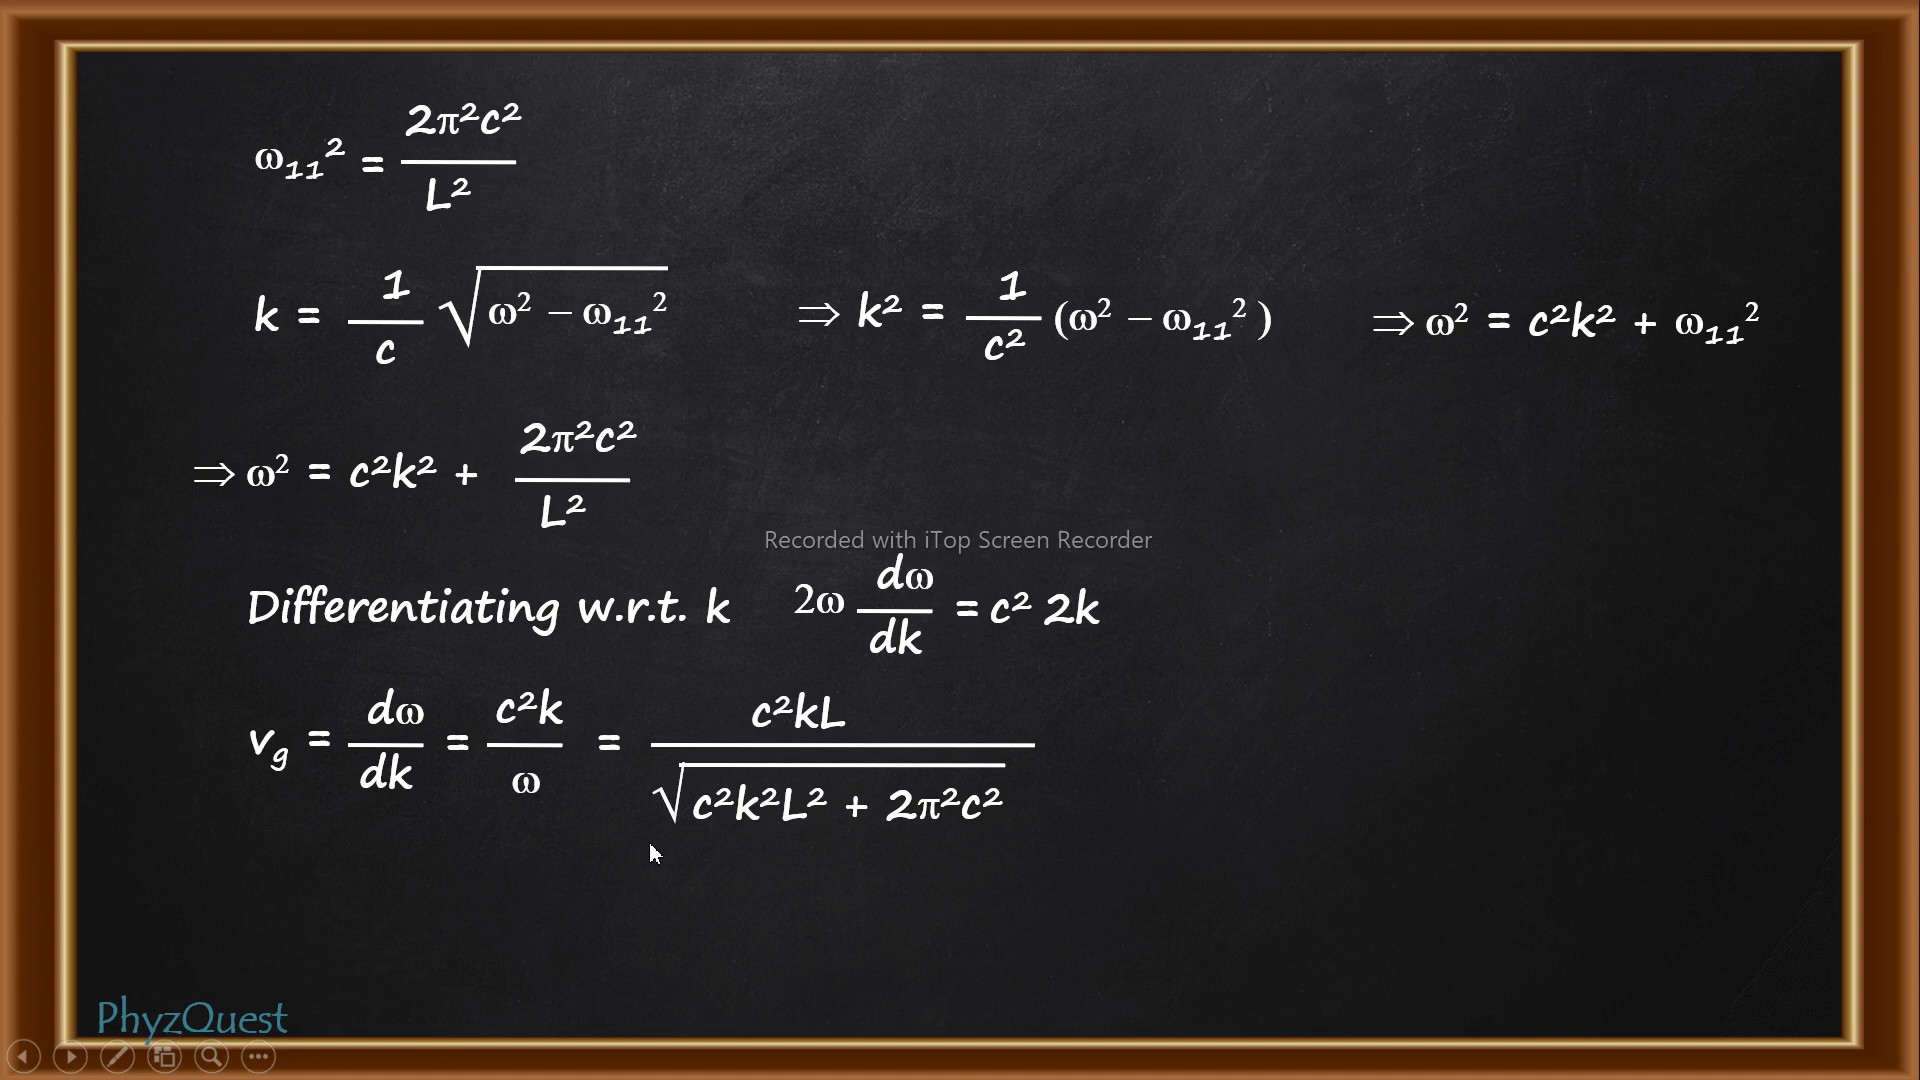 ω₁₁² = 2π²c² / L²
k = 1/c √(ω² − ω₁₁²) ⇒ k² = 1/c² (ω² − ω₁₁²) ⇒ ω² = c²k² + ω₁₁²
⇒ ω² = c²k² + 2π²c² / L²
Recorded with iTop Screen Recorder
Differentiating w.r.t. k 2ω dω/dk = c² 2k
v_g = dω/dk = c²k/ω = c²kL / √(c²k²L² + 2π²c²)
PhyzQuest